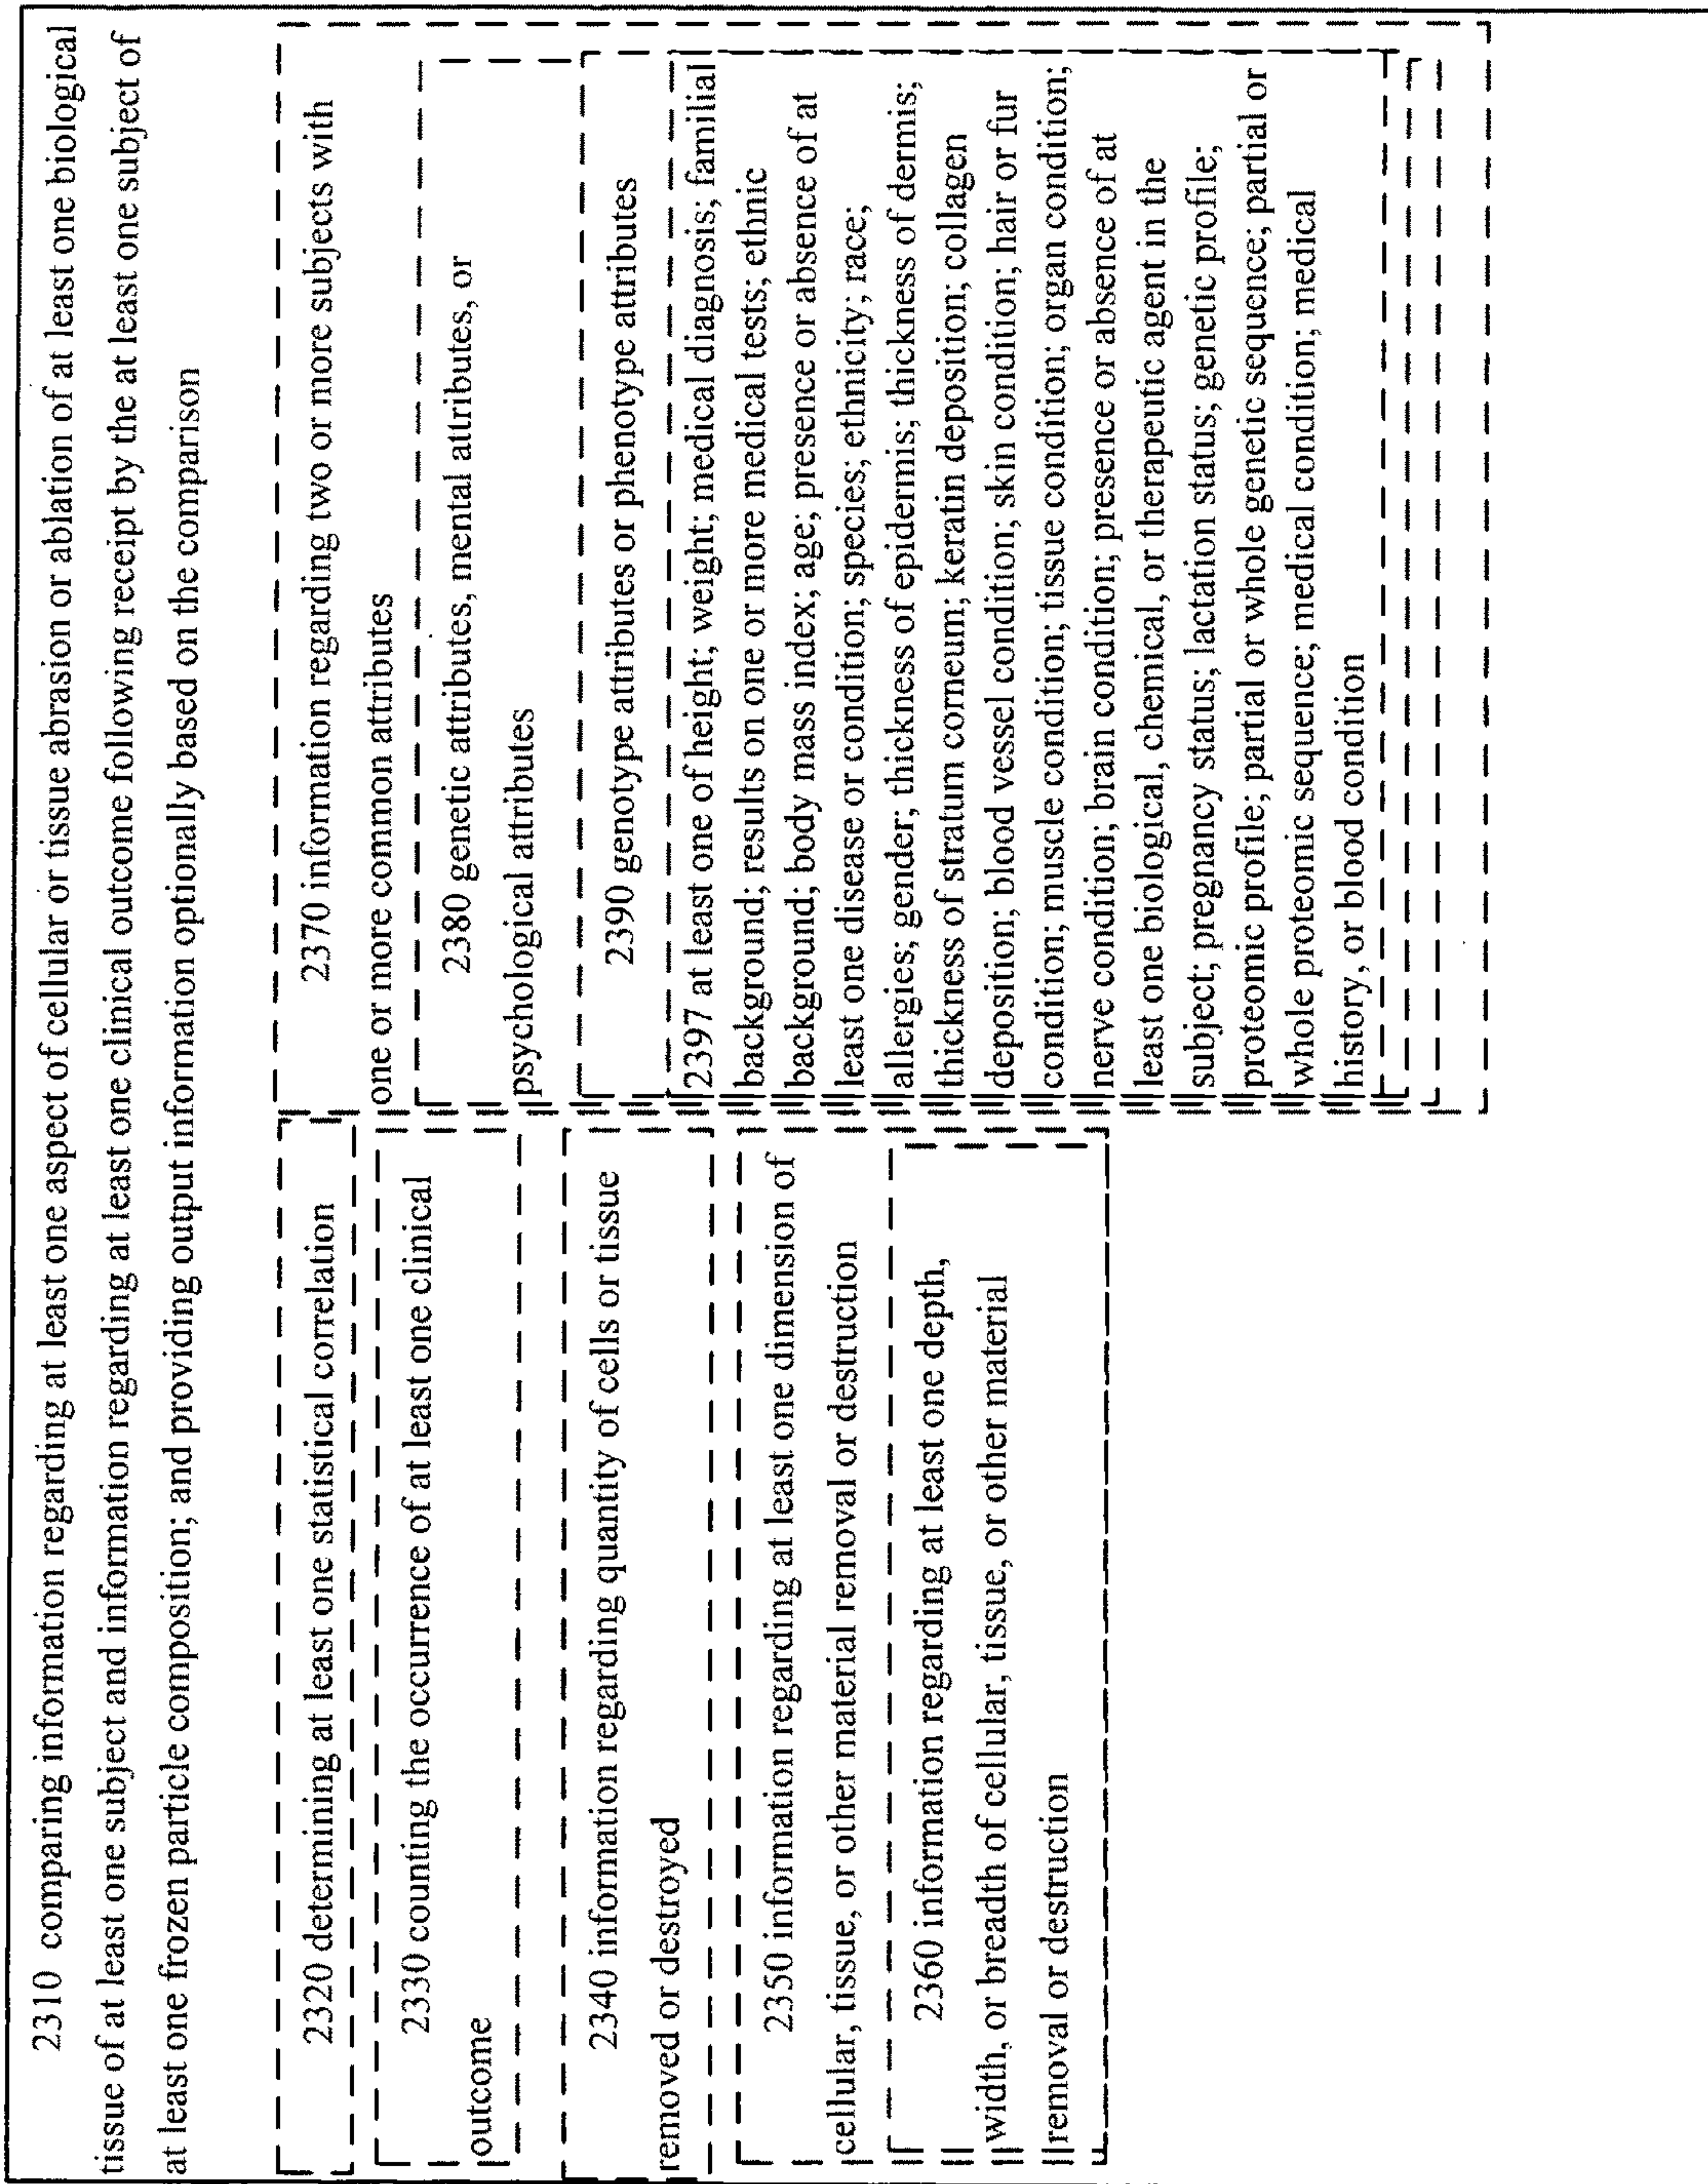 2310 comparing information regarding at least one aspect of cellular or tissue abrasion or ablation of at least one biological
tissue of at least one subject and information regarding at least one clinical outcome following receipt by the at least one subject of
at least one frozen particle composition; and providing output information optionally based on the comparison
2320 determining at least one statistical correlation
2330 counting the occurrence of at least one clinical
outcome
2340 information regarding quantity of cells or tissue
removed or destroyed
2350 information regarding at least one dimension of
cellular, tissue, or other material removal or destruction
2360 information regarding at least one depth,
width, or breadth of cellular, tissue, or other material
removal or destruction
2370 information regarding two or more subjects with
one or more common attributes
2380 genetic attributes, mental attributes, or
psychological attributes
2390 genotype attributes or phenotype attributes
2397 at least one of height; weight; medical diagnosis; familial
background; results on one or more medical tests; ethnic
background; body mass index; age; presence or absence of at
least one disease or condition; species; ethnicity; race;
allergies; gender; thickness of epidermis; thickness of dermis;
thickness of stratum corneum; keratin deposition; collagen
deposition; blood vessel condition; skin condition; hair or fur
condition; muscle condition; tissue condition; organ condition;
nerve condition; brain condition; presence or absence of at
least one biological, chemical, or therapeutic agent in the
subject; pregnancy status; lactation status; genetic profile;
proteomic profile; partial or whole genetic sequence; partial or
whole proteomic sequence; medical condition; medical
history, or blood condition